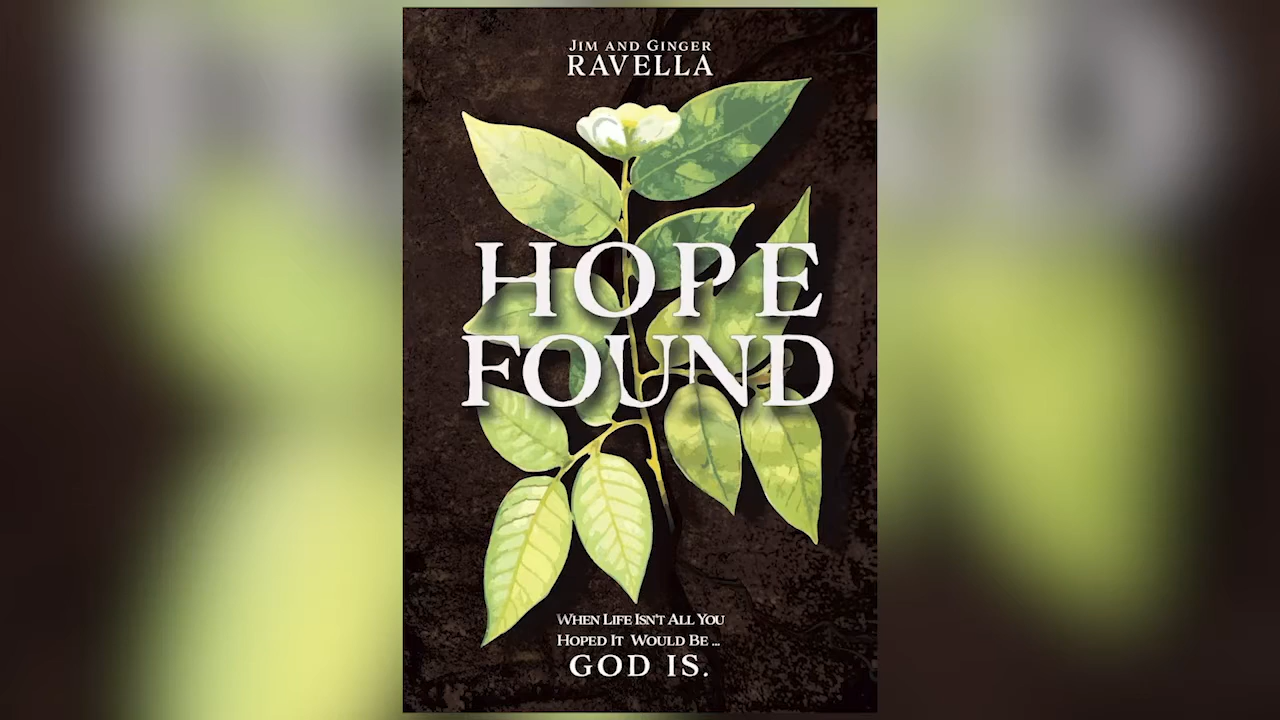 JIM AND GINGER
RAVELLA
HOPE
FOUND
WHEN LIFE ISN'T ALL YOU
HOPED IT WOULD BE ...
GOD IS.